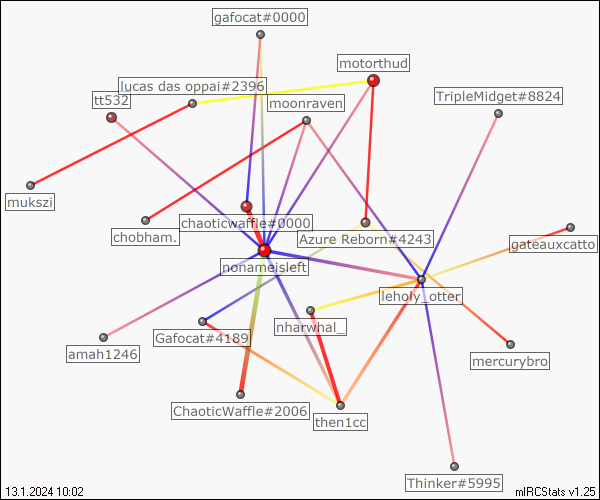 gafocat#0000
motorthud
lucas das oppai#2396
TripleMidget#8824
tt532
moonraven
mukszi
chaoticwaffle#0000
chobham.
Azure Reborn#4243
gateauxcatto
nonameisleft
leholy_otter
nharwhal_
Gafocat#4189
amah1246
mercurybro
ChaoticWaffle#2006
then1cc
Thinker#5995
13.1.2024 10:02
mIRCStats v1.25